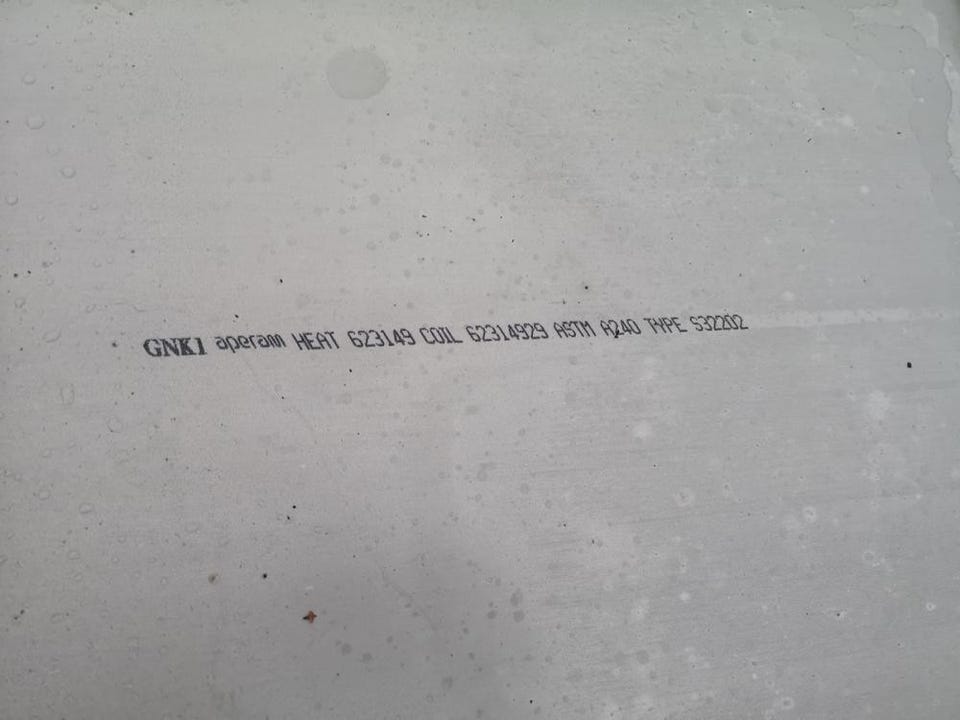 GNK1 aperam HEAT 623149 COIL 62314929 ASTM A240 TYPE S32202